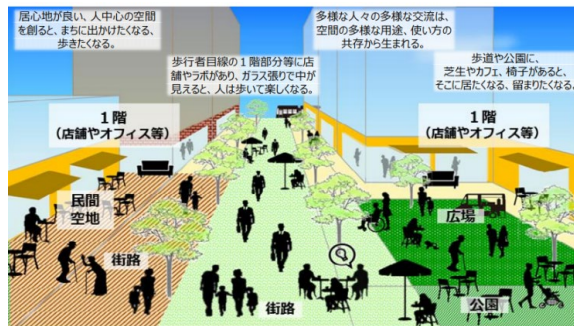 居心地が良い、人中心の空間
を創ると、まちに出かけたくなる、
歩きたくなる。
歩行者目線の１階部分等に店
舗やラボがあり、ガラス張りで中が
見えると、人は歩いて楽しくなる。
多様な人々の多様な交流は、
空間の多様な用途、使い方の
共存から生まれる。
歩道や公園に、
芝生やカフェ、椅子があると、
そこに居たくなる、留まりたくなる。
１階
（店舗やオフィス等）
１階
（店舗やオフィス等）
民間
空地
街路
街路
広場
公園